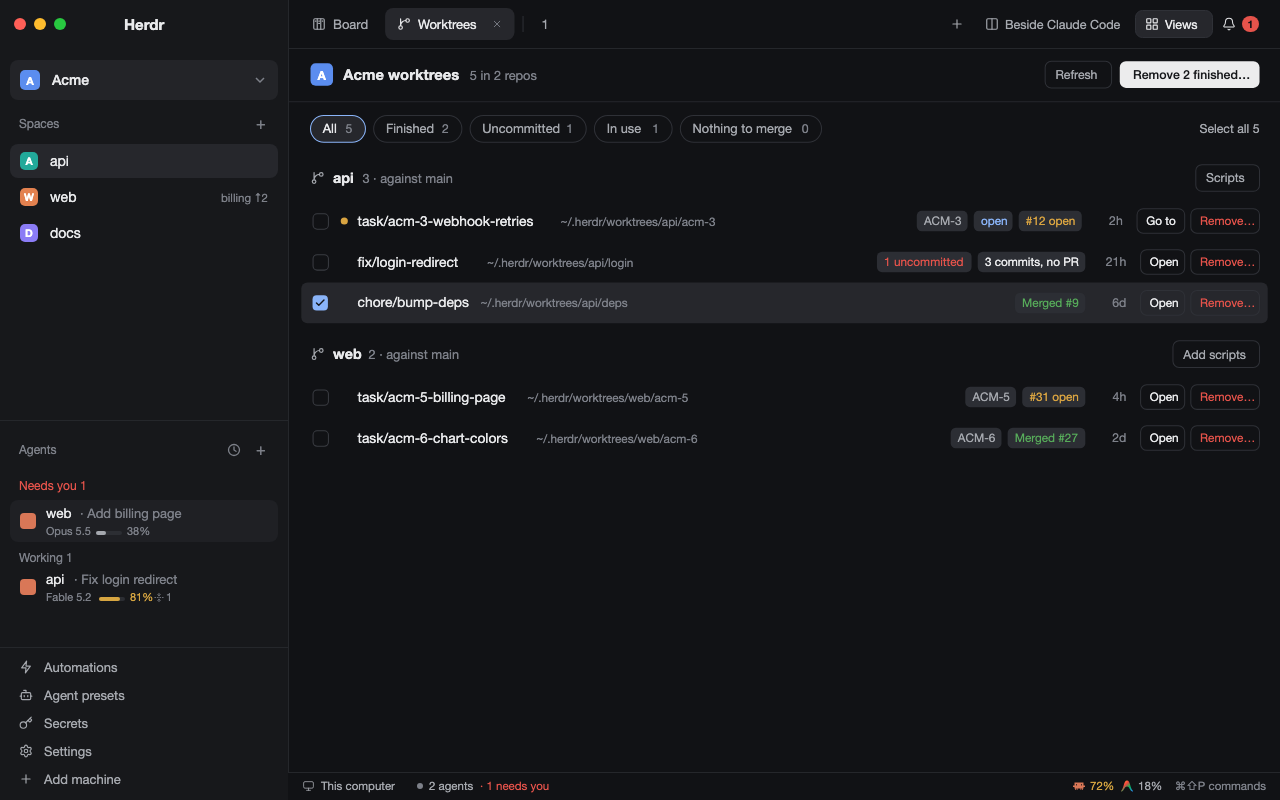 Herdr
Board
Worktrees
1
Beside Claude Code
Views
1
A Acme
Spaces
A api
W web billing ↑2
D docs
A Acme worktrees 5 in 2 repos
Refresh
Remove 2 finished…
All 5
Finished 2
Uncommitted 1
In use 1
Nothing to merge 0
Select all 5
api 3 · against main
Scripts
task/acm-3-webhook-retries ~/.herdr/worktrees/api/acm-3 ACM-3 open #12 open 2h Go to Remove…
fix/login-redirect ~/.herdr/worktrees/api/login 1 uncommitted 3 commits, no PR 21h Open Remove…
chore/bump-deps ~/.herdr/worktrees/api/deps Merged #9 6d Open Remove…
web 2 · against main
Add scripts
task/acm-5-billing-page ~/.herdr/worktrees/web/acm-5 ACM-5 #31 open 4h Open Remove…
task/acm-6-chart-colors ~/.herdr/worktrees/web/acm-6 ACM-6 Merged #27 2d Open Remove…
Agents
Needs you 1
web · Add billing page
Opus 5.5 38%
Working 1
api · Fix login redirect
Fable 5.2 81% 1
Automations
Agent presets
Secrets
Settings
Add machine
This computer 2 agents · 1 needs you 72% 18% ⌘⇧P commands